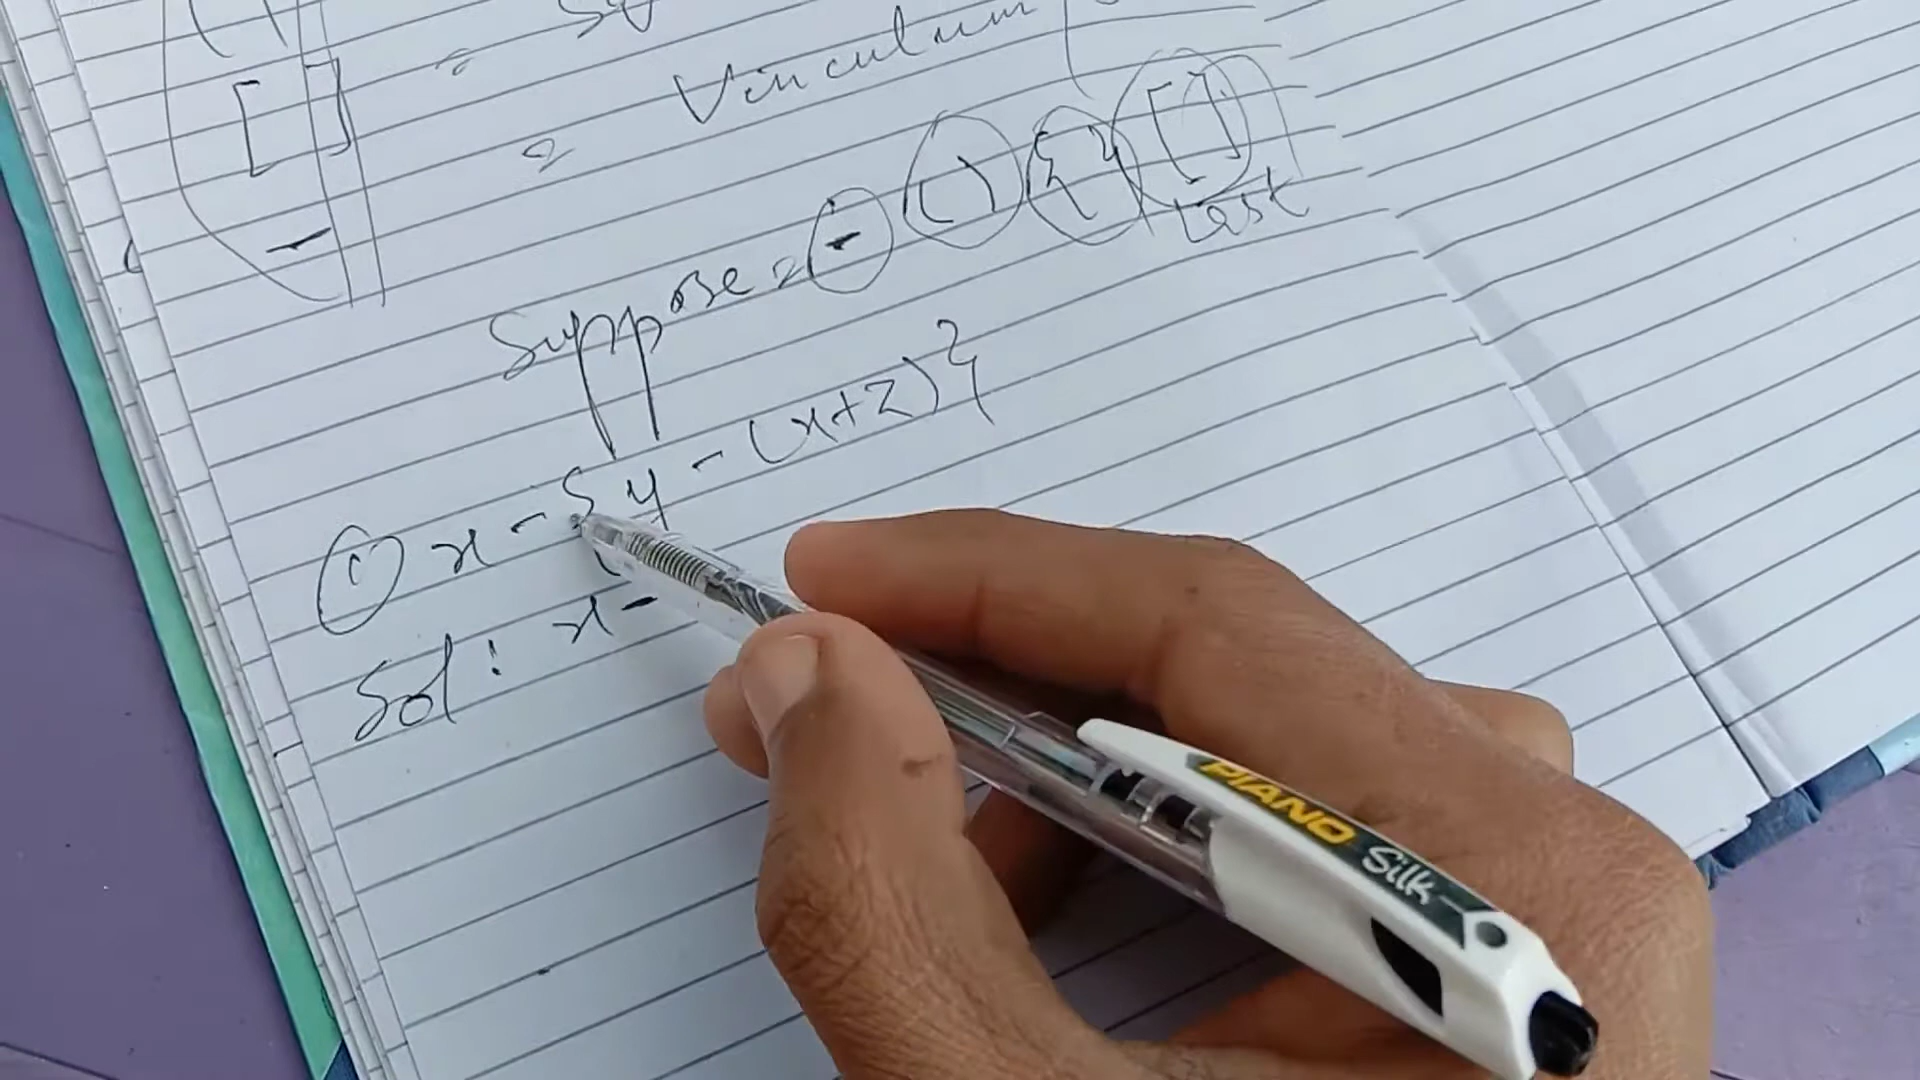 [ ] =
= Vinculum
-
Suppose = - ( ) { } [ ]
Last
① x - { y - (x+z) }
Sol: x -
PIANO Silk